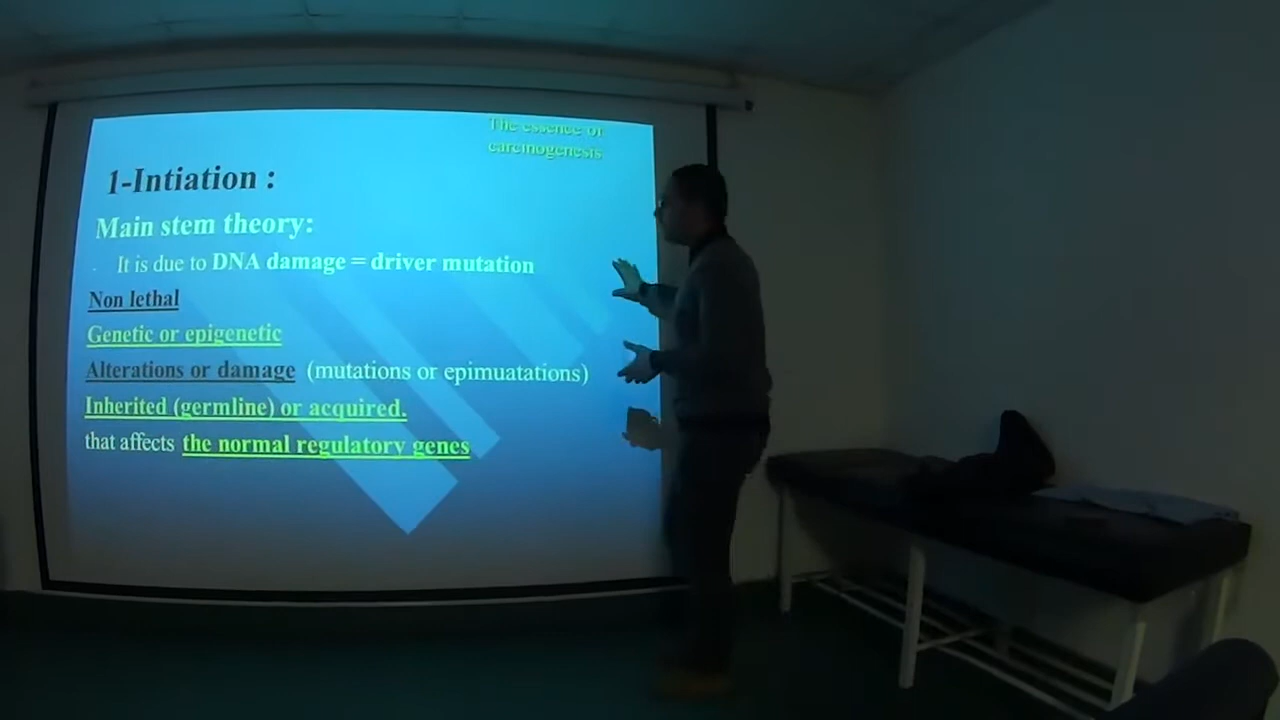 The essence of
carcinogenesis
1-Intiation :
Main stem theory:
It is due to DNA damage = driver mutation
Non lethal
Genetic or epigenetic
Alterations or damage (mutations or epimuatations)
Inherited (germline) or acquired.
that affects the normal regulatory genes